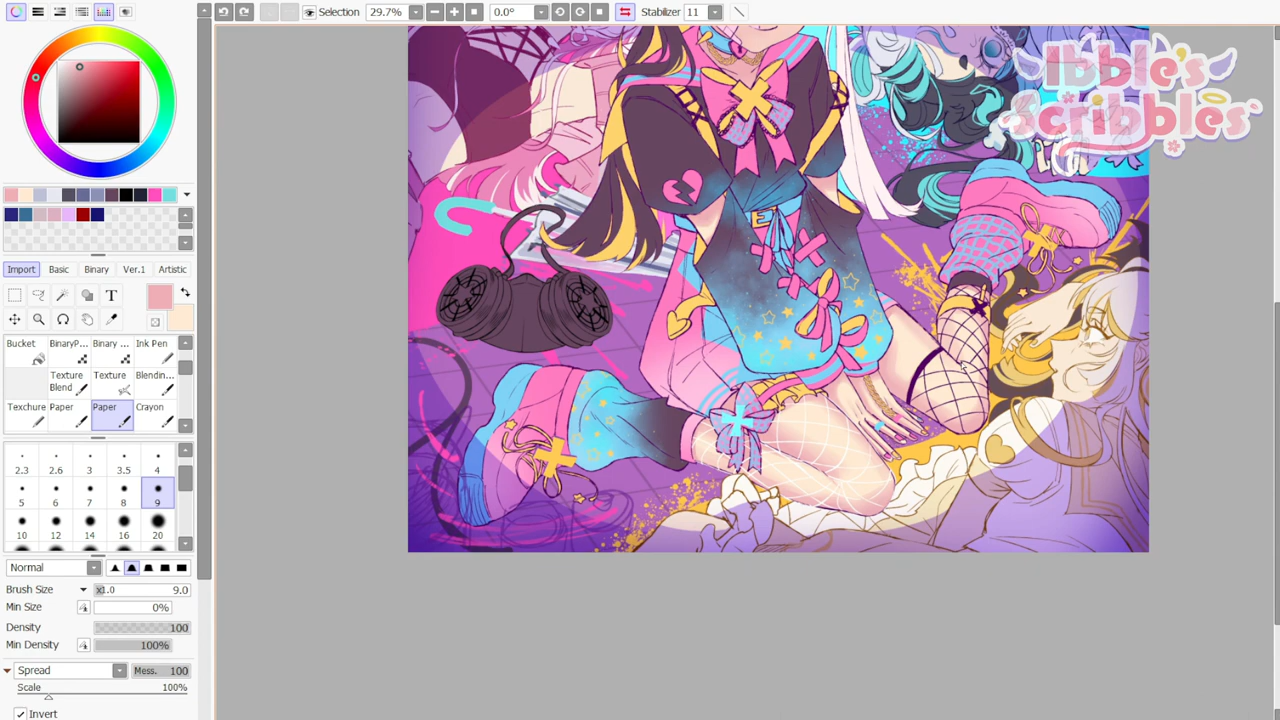 Selection 29.7% 0.0° Stabilizer 11
Ibble's
Scribbles
Import Basic Binary Ver.1 Artistic
T
Bucket BinaryP... Binary ... Ink Pen
Texture Blend Texture Blendin...
Texchure Paper Paper Crayon
2.3 2.6 3 3.5 4
5 6 7 8 9
10 12 14 16 20
Normal
Brush Size x1.0 9.0
Min Size 0%
Density 100
Min Density 100%
Spread Mess. 100
Scale 100%
Invert